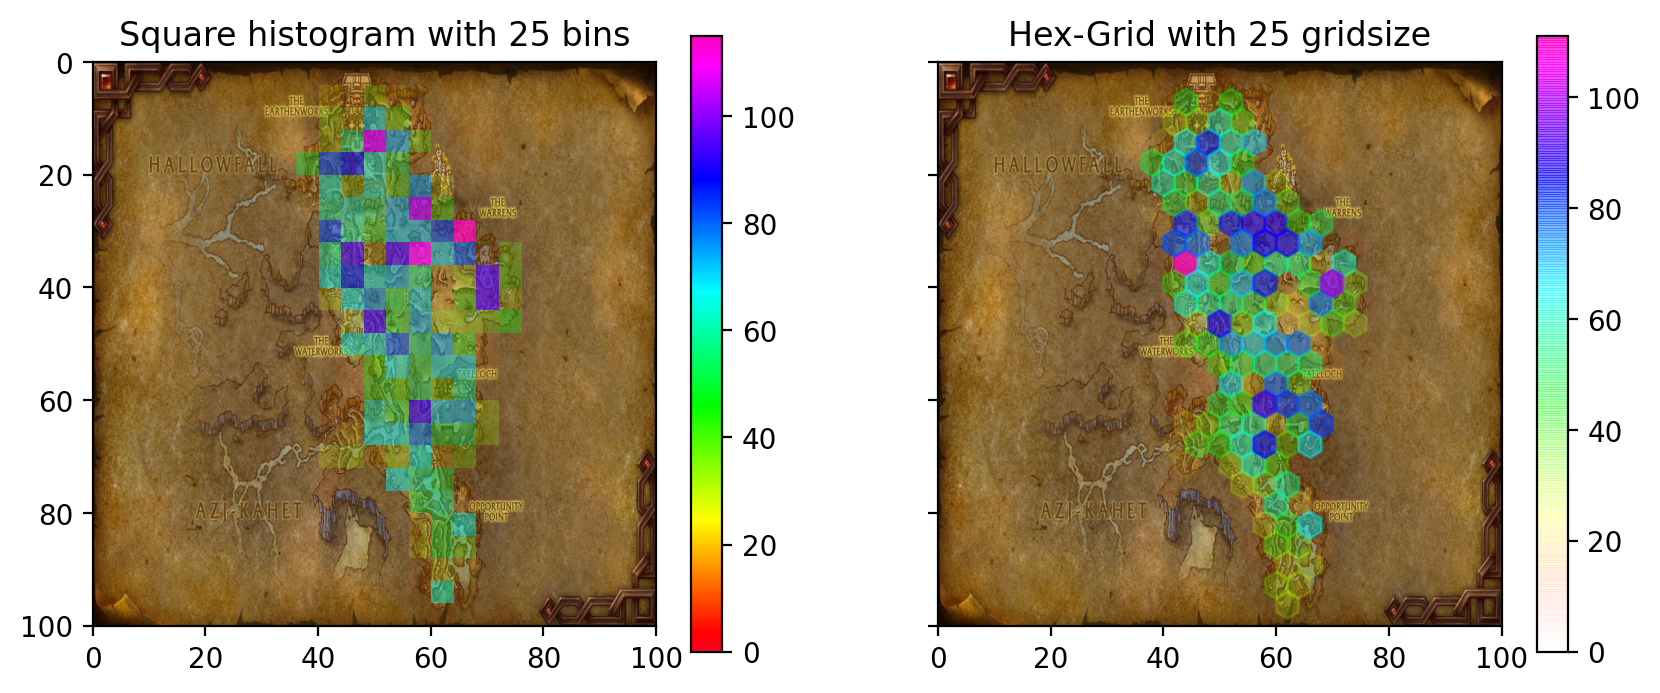 Square histogram with 25 bins
0
20
40
60
80
100
0
20
40
60
80
100
THE
EARTHENWORKS
HALLOWFALL
THE
WARRENS
THE
WATERWORKS
TAELLOCH
AZJ-KAHET
OPPORTUNITY
POINT
100
80
60
40
20
0
Hex-Grid with 25 gridsize
0
20
40
60
80
100
THE
EARTHENWORKS
HALLOWFALL
THE
WARRENS
THE
WATERWORKS
TAELLOCH
AZJ-KAHET
OPPORTUNITY
POINT
100
80
60
40
20
0